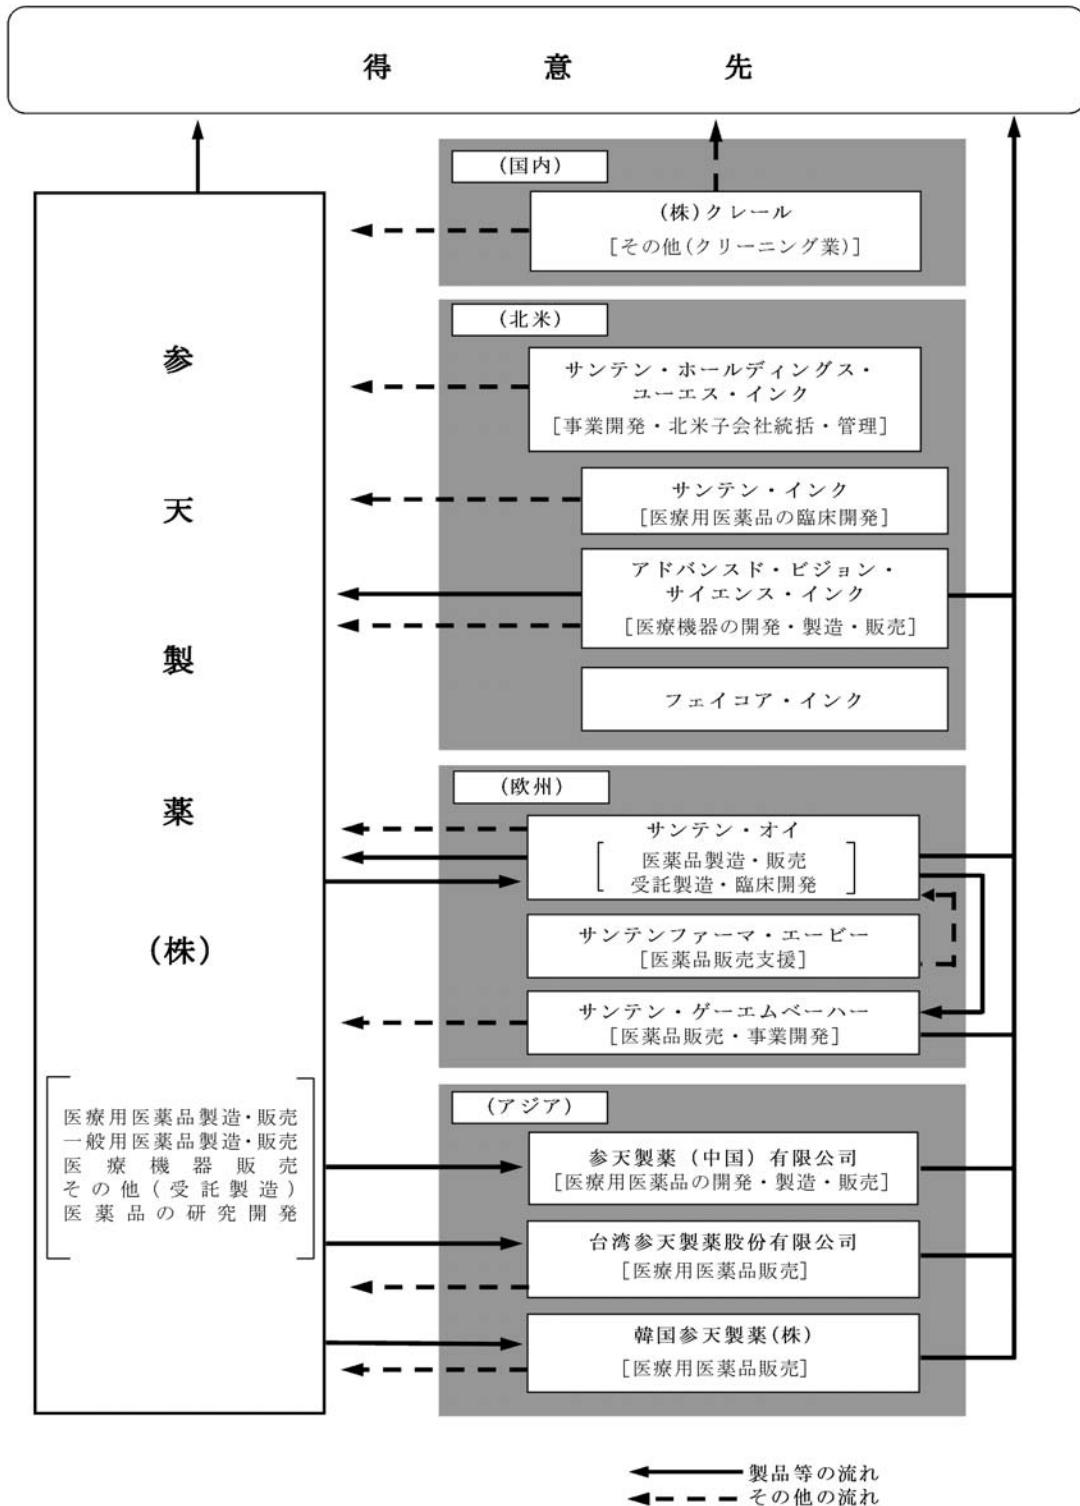 得意先
(国内)
(株)クレール
[その他(クリーニング業)]
(北米)
サンテン・ホールディングス・
ユーエス・インク
[事業開発・北米子会社統括・管理]
サンテン・インク
[医療用医薬品の臨床開発]
アドバンスド・ビジョン・
サイエンス・インク
[医療機器の開発・製造・販売]
フェイコア・インク
(欧州)
サンテン・オイ
医薬品製造・販売
受託製造・臨床開発
サンテンファーマ・エービー
[医薬品販売支援]
サンテン・ゲーエムベーハー
[医薬品販売・事業開発]
(アジア)
参天製薬(中国)有限公司
[医療用医薬品の開発・製造・販売]
台湾参天製薬股份有限公司
[医療用医薬品販売]
韓国参天製薬(株)
[医療用医薬品販売]
参天製薬(株)
医療用医薬品製造・販売
一般用医薬品製造・販売
医療機器販売
その他(受託製造)
医薬品の研究開発
製品等の流れ
その他の流れ